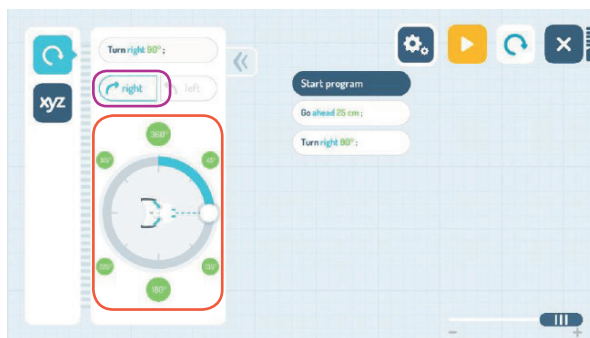 Turn right 90° ;
xyz
right
left
Start program
Go ahead 25 cm ;
Turn right 90° ;
360°
45°
180°
- +